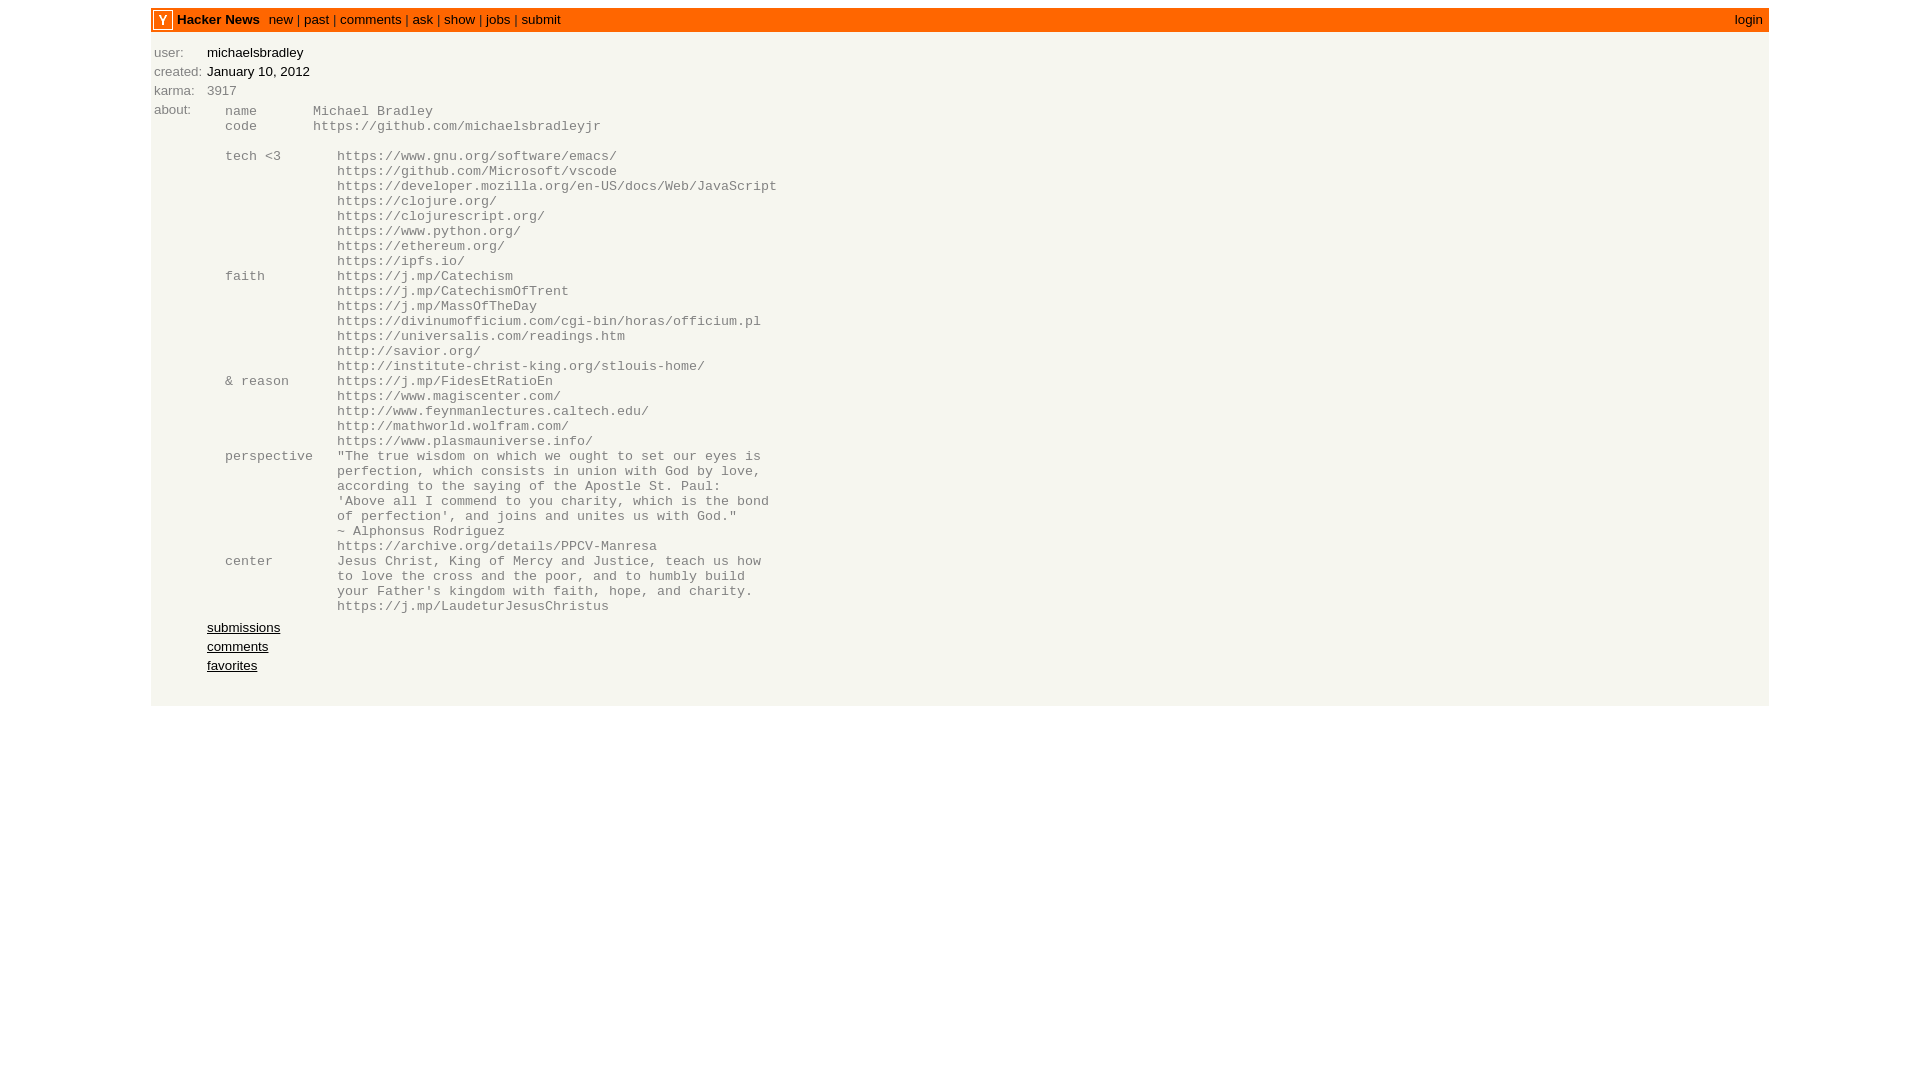 Y Hacker News new | past | comments | ask | show | jobs | submit login
user: michaelsbradley
created: January 10, 2012
karma: 3917
about: name Michael Bradley
code https://github.com/michaelsbradleyjr
tech <3 https://www.gnu.org/software/emacs/
https://github.com/Microsoft/vscode
https://developer.mozilla.org/en-US/docs/Web/JavaScript
https://clojure.org/
https://clojurescript.org/
https://www.python.org/
https://ethereum.org/
https://ipfs.io/
faith https://j.mp/Catechism
https://j.mp/CatechismOfTrent
https://j.mp/MassOfTheDay
https://divinumofficium.com/cgi-bin/horas/officium.pl
https://universalis.com/readings.htm
http://savior.org/
http://institute-christ-king.org/stlouis-home/
& reason https://j.mp/FidesEtRatioEn
https://www.magiscenter.com/
http://www.feynmanlectures.caltech.edu/
http://mathworld.wolfram.com/
https://www.plasmauniverse.info/
perspective "The true wisdom on which we ought to set our eyes is
perfection, which consists in union with God by love,
according to the saying of the Apostle St. Paul:
'Above all I commend to you charity, which is the bond
of perfection', and joins and unites us with God."
~ Alphonsus Rodriguez
https://archive.org/details/PPCV-Manresa
center Jesus Christ, King of Mercy and Justice, teach us how
to love the cross and the poor, and to humbly build
your Father's kingdom with faith, hope, and charity.
https://j.mp/LaudeturJesusChristus
submissions
comments
favorites